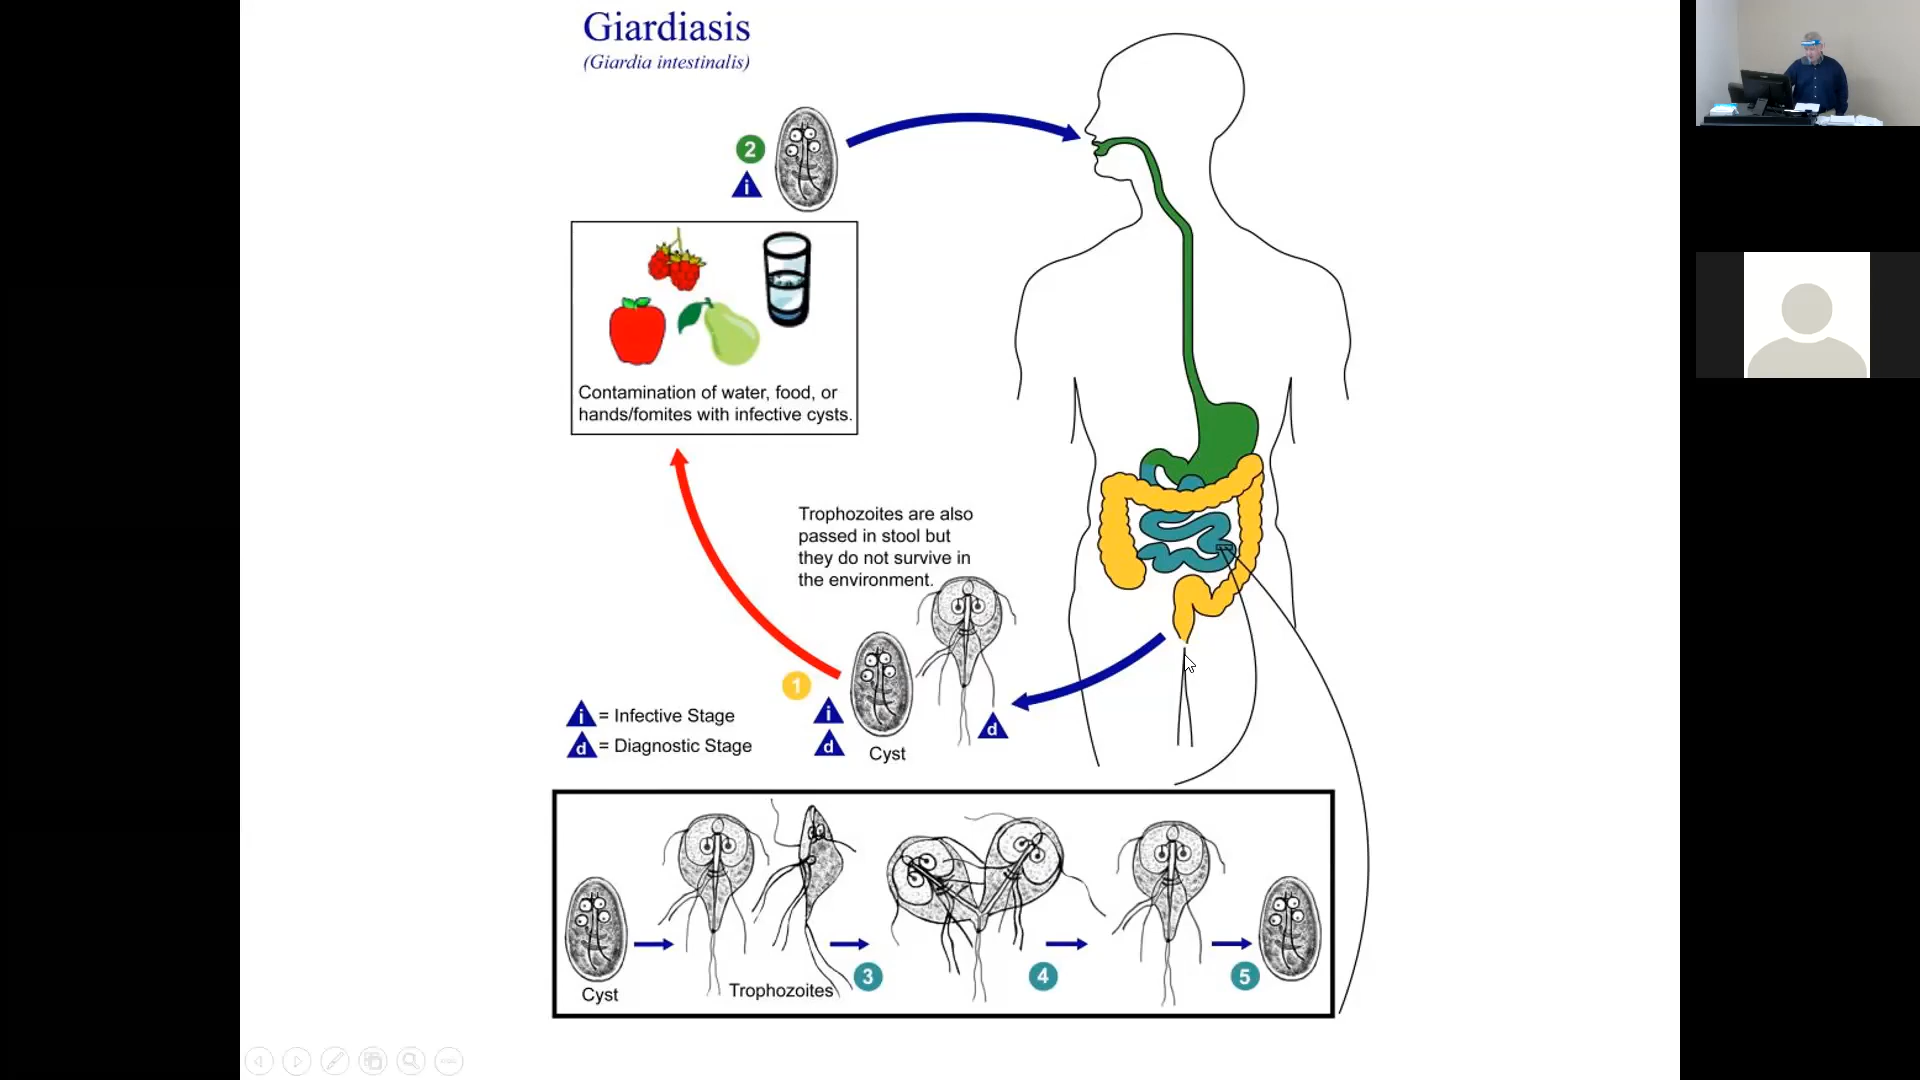 Giardiasis
(Giardia intestinalis)
2
i
Contamination of water, food, or
hands/fomites with infective cysts.
Trophozoites are also
passed in stool but
they do not survive in
the environment.
1
i
d
d
Cyst
i = Infective Stage
d = Diagnostic Stage
Cyst
Trophozoites
3
4
5